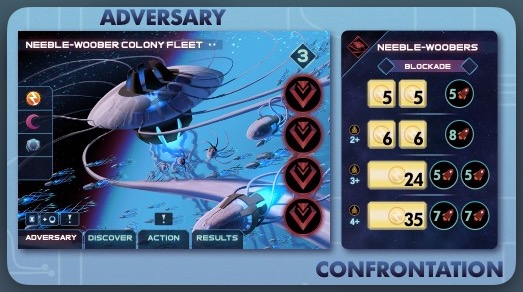 ADVERSARY
NEEBLE-WOOBER COLONY FLEET
3
! !
ADVERSARY DISCOVER ACTION RESULTS
NEEBLE-WOOBERS
BLOCKADE
5 5 5
2+ 6 6 8
3+ 24 5 5
4+ 35 7 7
CONFRONTATION